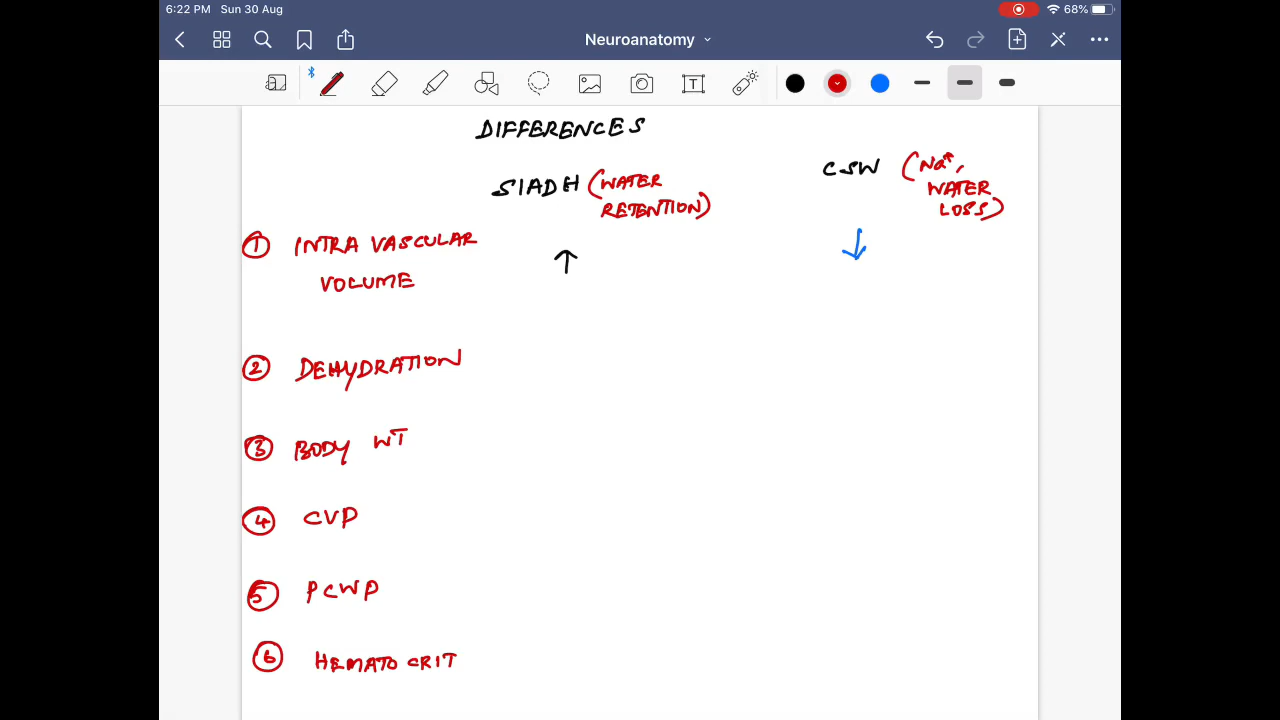 6:22 PM Sun 30 Aug
68%
Neuroanatomy
T
DIFFERENCES
SIADH (WATER RETENTION)
CSW (Na+, WATER LOSS)
① INTRA VASCULAR VOLUME ↑ ↓
② DEHYDRATION
③ BODY WT
④ CVP
⑤ PCWP
⑥ HEMATO CRIT